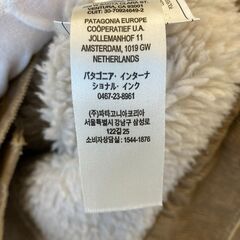 VENTURA, CA 93001
CUIT: 30-70924649-2
PATAGONIA EUROPE
COÖPERATIEF U.A.
JOLLEMANHOF 11
AMSTERDAM, 1019 GW
NETHERLANDS
パタゴニア・インターナ
ショナル・インク
0467-23-8961
(주)파타고니아코리아
서울특별시 강남구 삼성로
122길 25
소비자상담실: 1544-1876